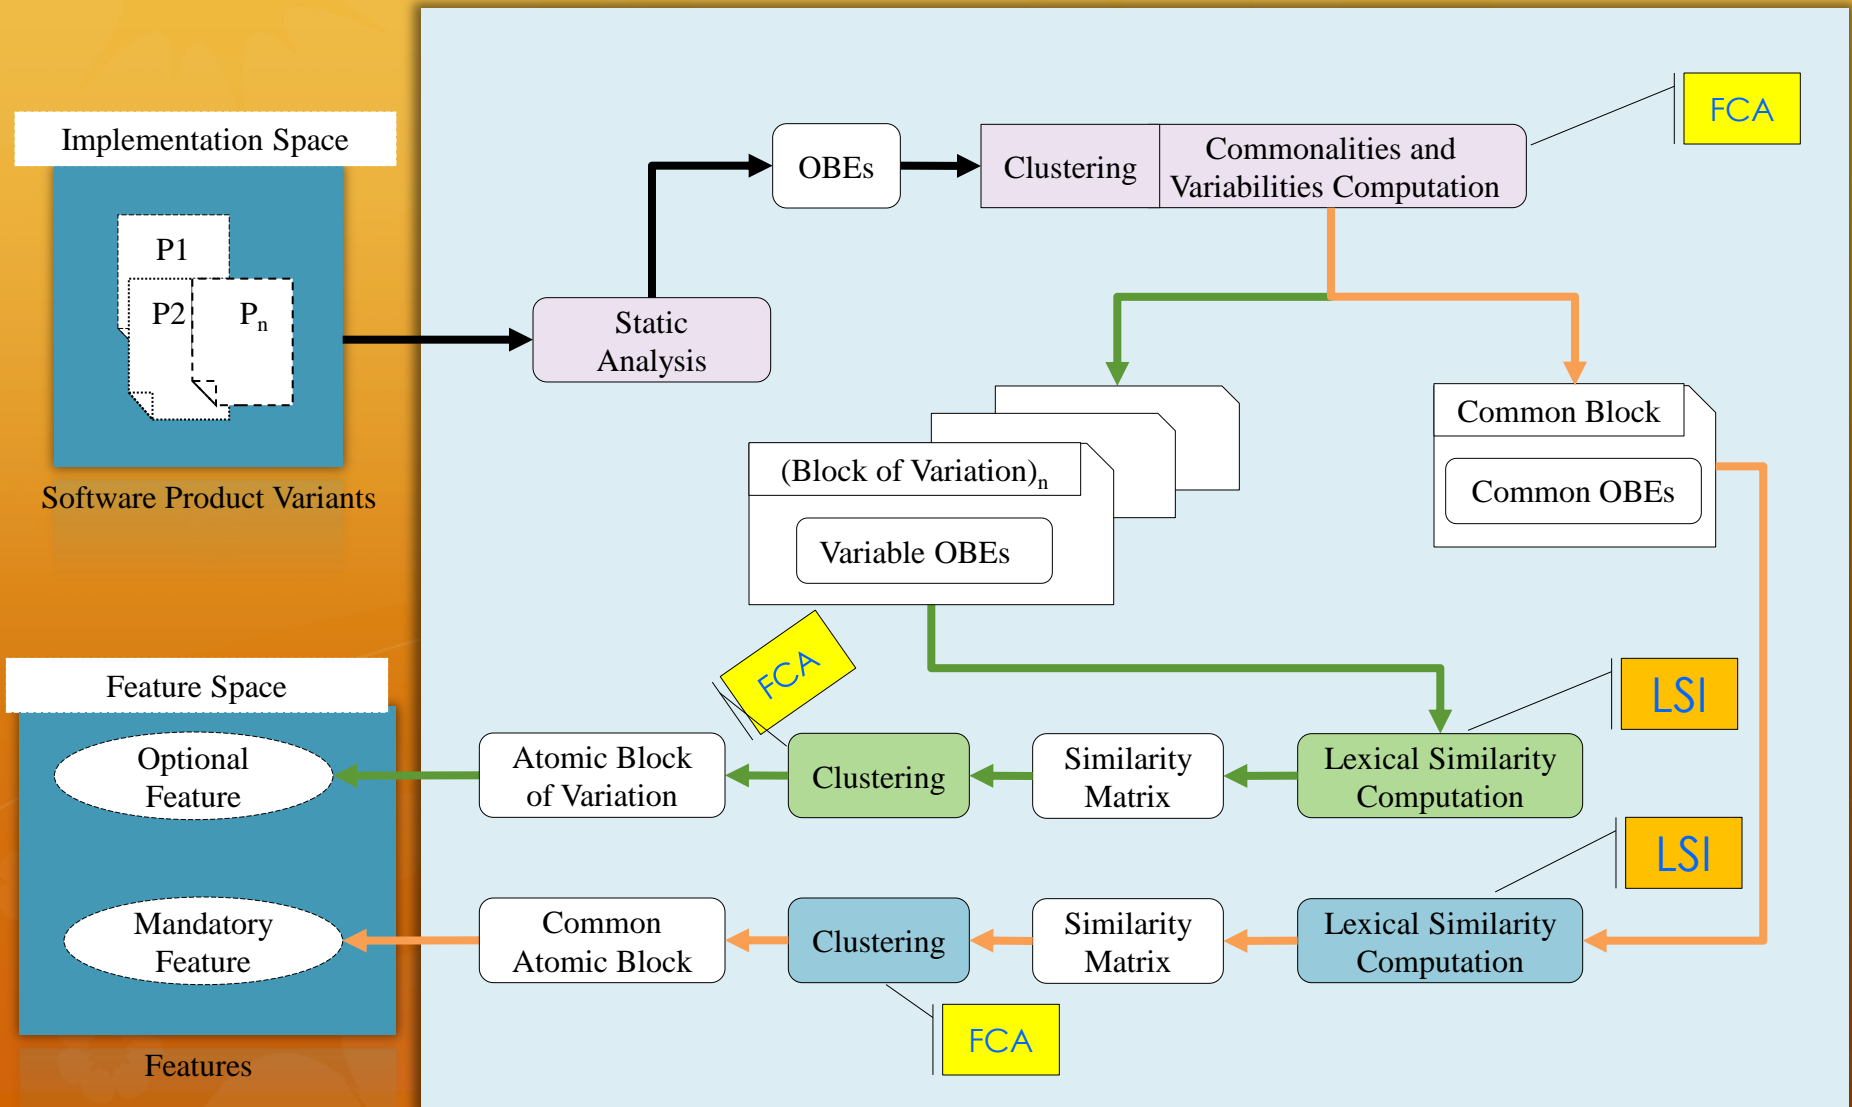 Implementation Space
P1
P2
Pn
Software Product Variants
Static
Analysis
OBEs
Clustering
Commonalities and
Variabilities Computation
FCA
(Block of Variation)n
Variable OBEs
Common Block
Common OBEs
Feature Space
Optional
Feature
Atomic Block
of Variation
FCA
Clustering
Similarity
Matrix
Lexical Similarity
Computation
LSI
Mandatory
Feature
Common
Atomic Block
Clustering
FCA
Similarity
Matrix
Lexical Similarity
Computation
LSI
Features